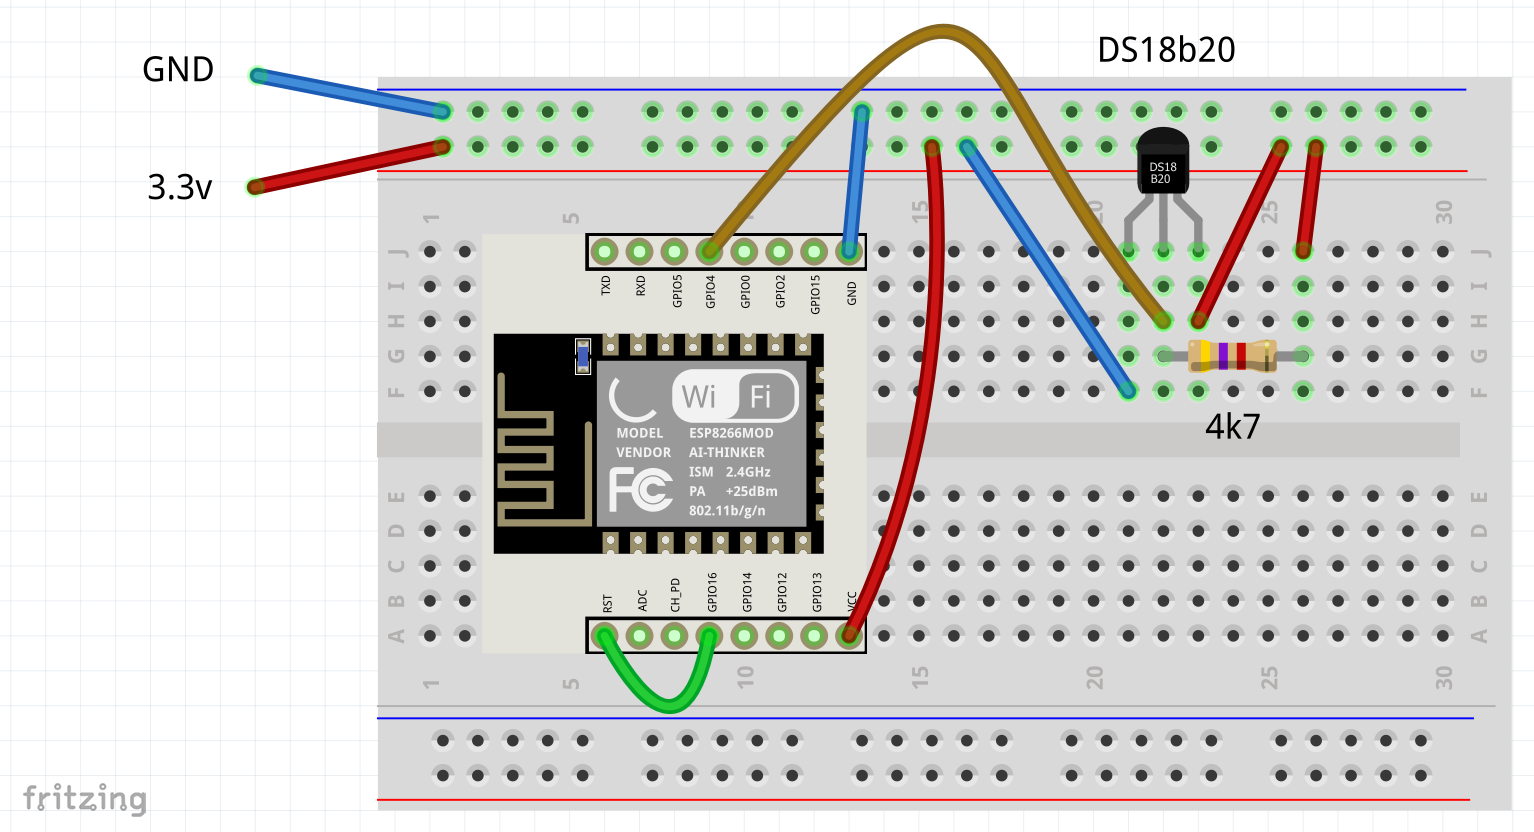 DS18b20
GND
3.3v
DS18
B20
1
5
10
15
20
25
30
J
J
I
I
H
H
G
G
F
F
TXD
RXD
GPIO5
GPIO4
GPIO0
GPIO2
GPIO15
GND
Wi Fi
MODEL ESP8266MOD
VENDOR AI-THINKER
ISM 2.4GHz
PA +25dBm
802.11b/g/n
FC
4k7
E
E
D
D
C
C
B
B
A
A
RST
ADC
CH_PD
GPIO16
GPIO14
GPIO12
GPIO13
VCC
1
5
10
15
20
25
30
fritzing